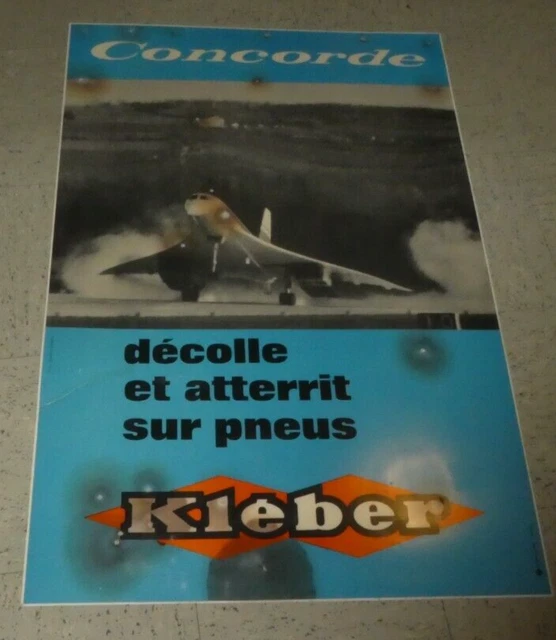 Concorde
décolle
et atterrit
sur pneus
Kléber